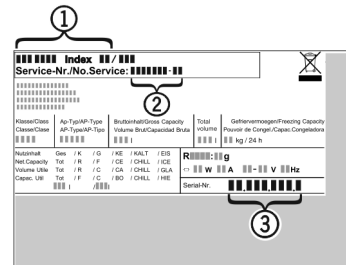 1
Index /
Service-Nr./No.Service: -
2
Klasse/Class Ap-Typ/AP-Type Bruttoinhalt/Gross Capacity Total Gefriervermoegen/Freezing Capacity
Classe/Clase AP-Type/AP-Tipo Volume Brut/Capacidad Bruta volume Pouvoir de Congel./Capac.Congeladora
I I kg / 24 h
Nutzinhalt Ges / K / G / KE / KALT / EIS
Net.Capacity Tot / R / F / CE / CHILL / ICE
Volume Utile Tot / R / C / CA / CHILL / GLA
Capac. Util Tot / F / C / BO / CHILL / HIE
I / I
R : g
W A - V Hz
Serial-Nr. . . .
3